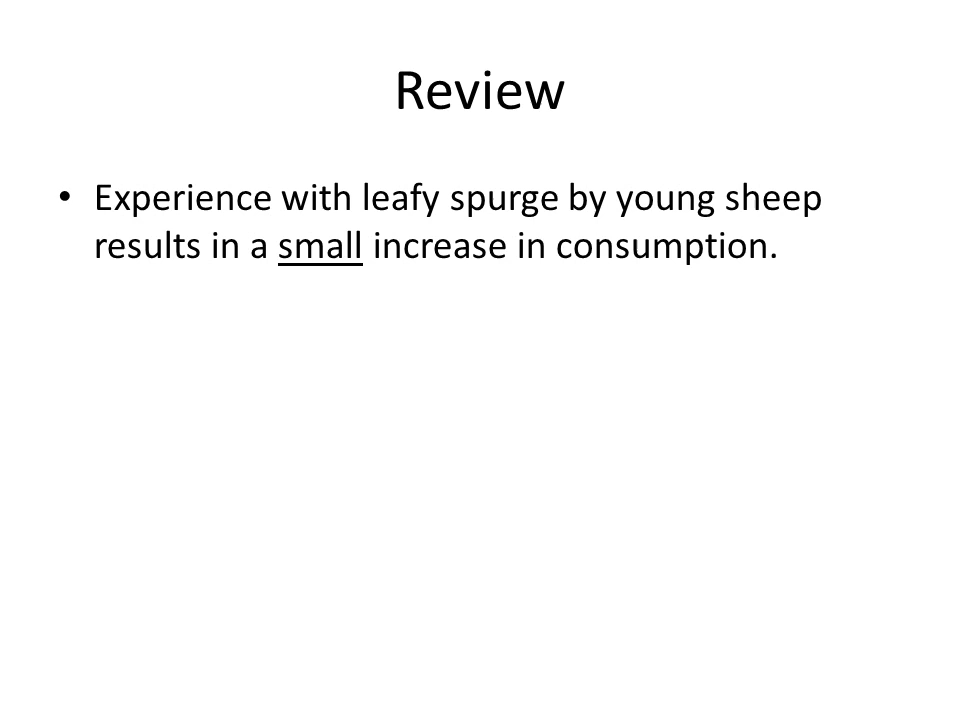 Review
• Experience with leafy spurge by young sheep
results in a small increase in consumption.